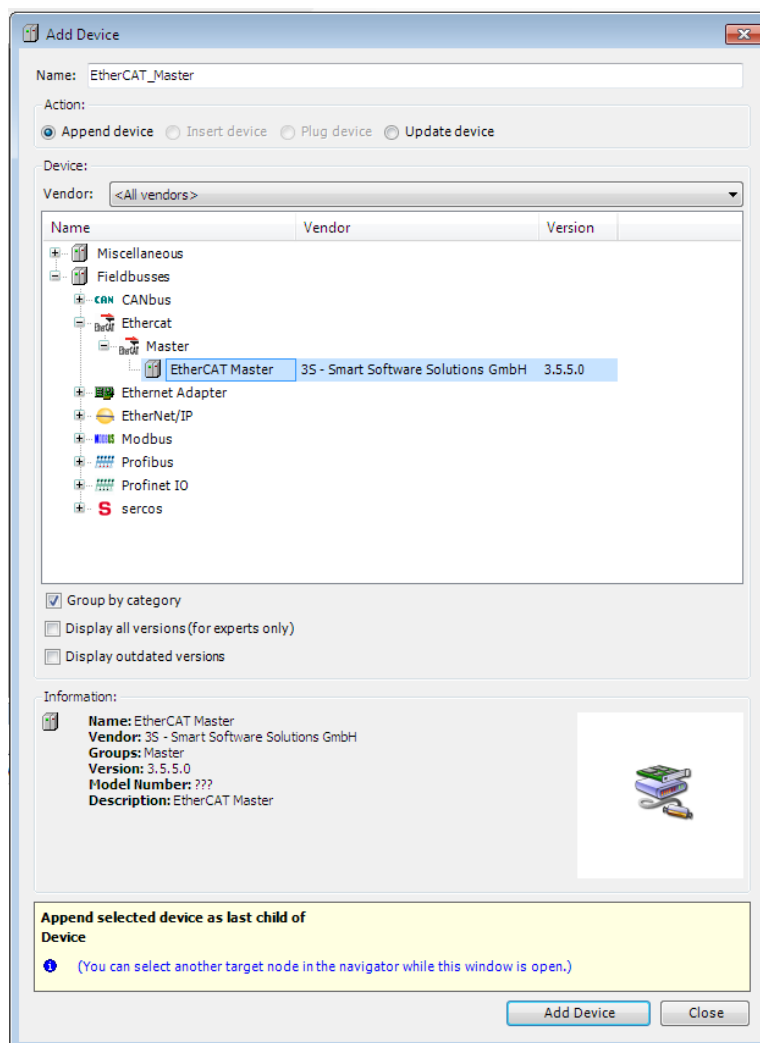 Add Device
Name: EtherCAT_Master
Action:
Append device Insert device Plug device Update device
Device:
Vendor: <All vendors>
Name Vendor Version
Miscellaneous
Fieldbusses
CAN CANbus
EtherCAT Ethercat
EtherCAT Master
EtherCAT Master 3S - Smart Software Solutions GmbH 3.5.5.0
Ethernet Adapter
EtherNet/IP
Modbus
Profibus
Profinet IO
S sercos
Group by category
Display all versions (for experts only)
Display outdated versions
Information:
Name: EtherCAT Master
Vendor: 3S - Smart Software Solutions GmbH
Groups: Master
Version: 3.5.5.0
Model Number: ???
Description: EtherCAT Master
Append selected device as last child of
Device
(You can select another target node in the navigator while this window is open.)
Add Device Close